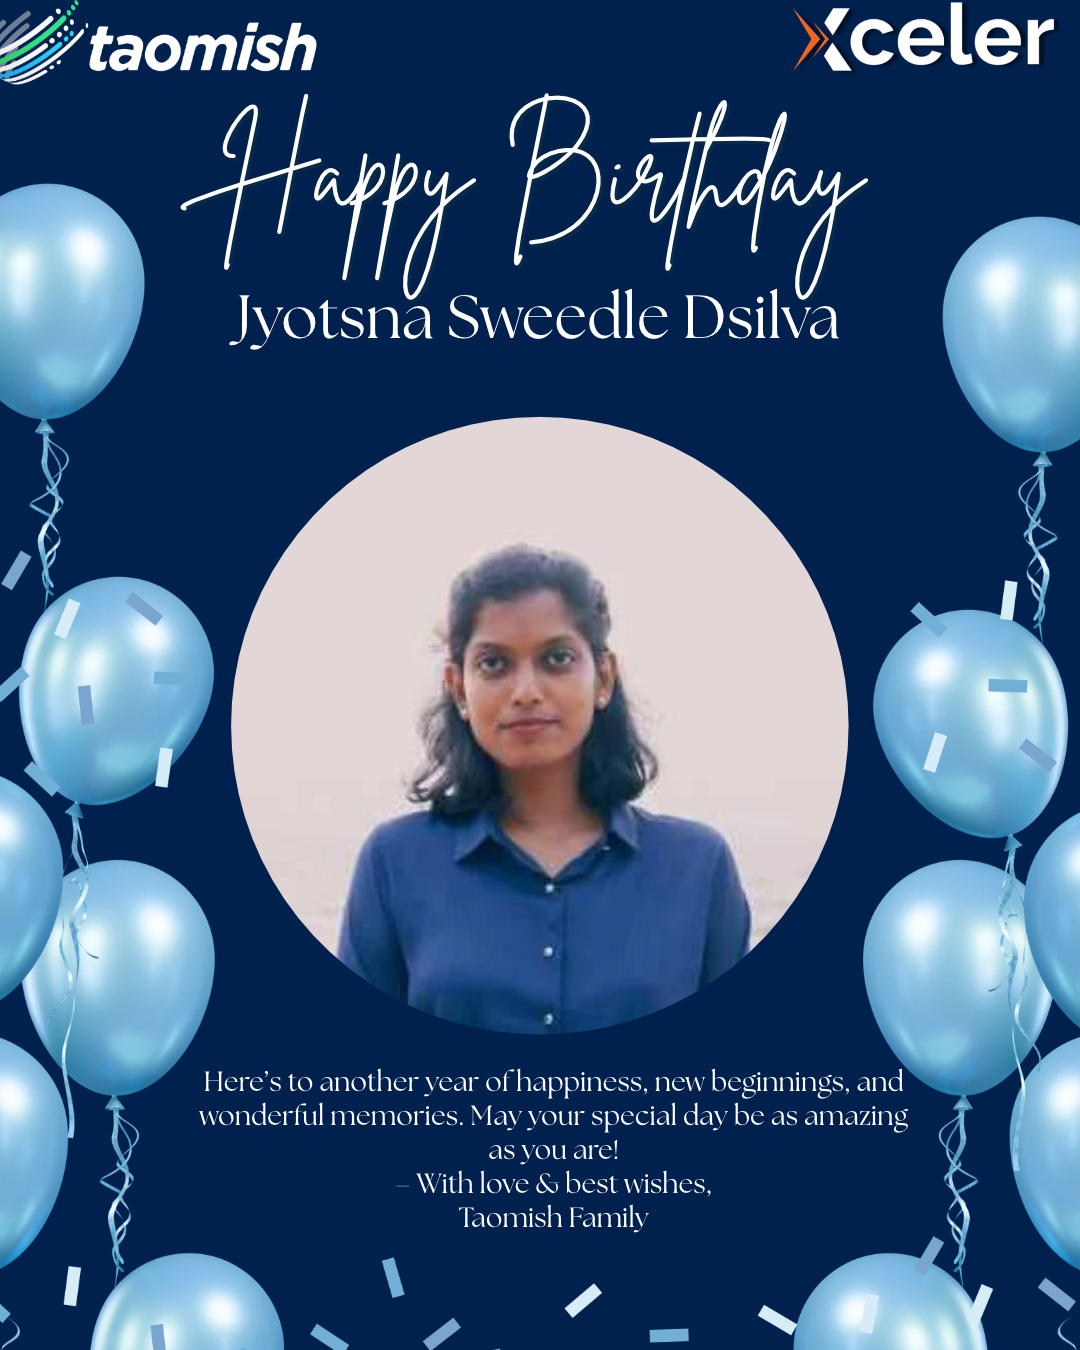 taomish
Xceler
Happy Birthday
Jyotsna Sweedle Dsilva
Here's to another year of happiness, new beginnings, and
wonderful memories. May your special day be as amazing
as you are!
– With love & best wishes,
Taomish Family